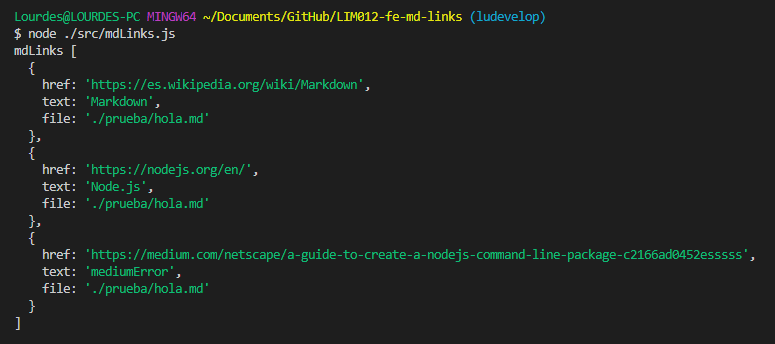 Lourdes@LOURDES-PC MINGW64 ~/Documents/GitHub/LIM012-fe-md-links (ludevelop)
$ node ./src/mdLinks.js
mdLinks [
  {
    href: 'https://es.wikipedia.org/wiki/Markdown',
    text: 'Markdown',
    file: './prueba/hola.md'
  },
  {
    href: 'https://nodejs.org/en/',
    text: 'Node.js',
    file: './prueba/hola.md'
  },
  {
    href: 'https://medium.com/netscape/a-guide-to-create-a-nodejs-command-line-package-c2166ad0452esssss',
    text: 'mediumError',
    file: './prueba/hola.md'
  }
]